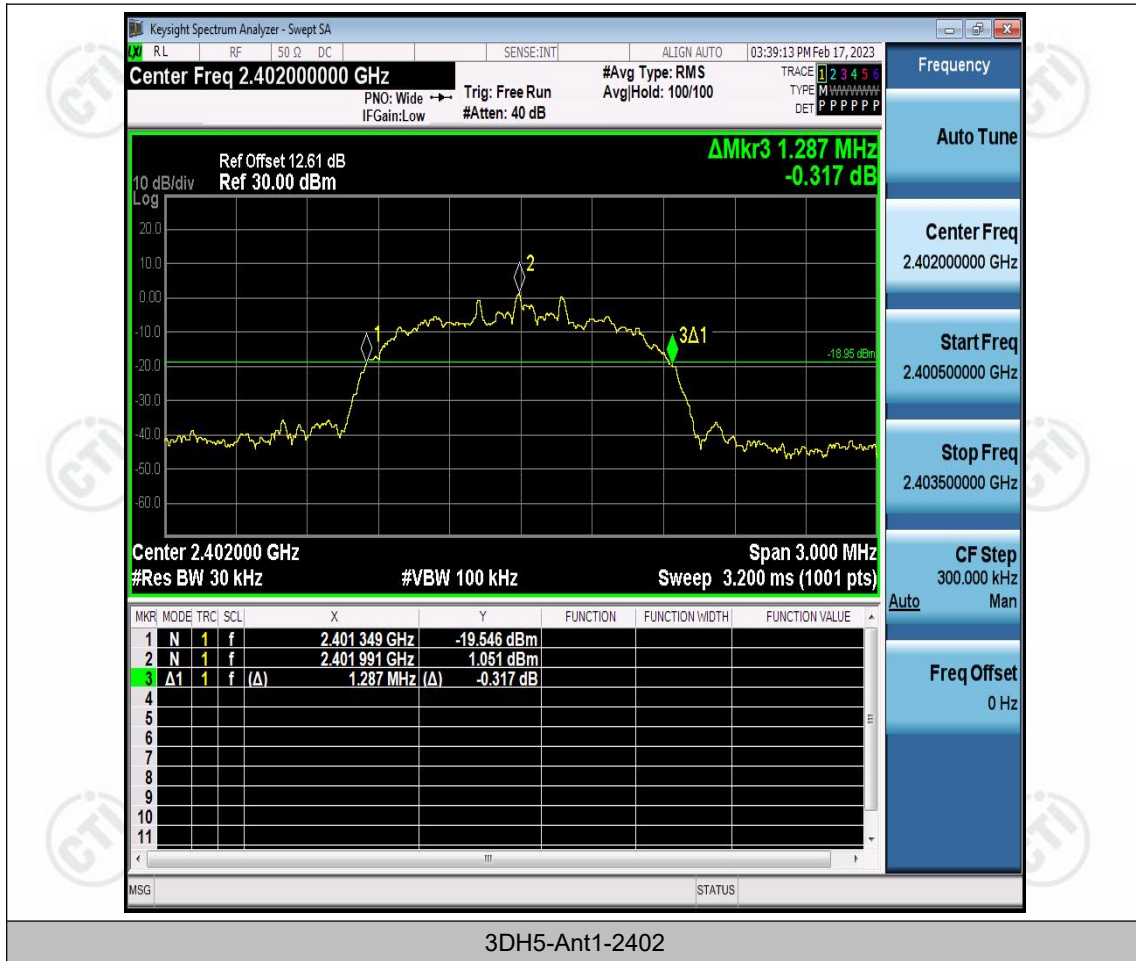 Keysight Spectrum Analyzer - Swept SA
LXI RL RF 50 Ω DC SENSE:INT ALIGN AUTO 03:39:13 PM Feb 17, 2023
Center Freq 2.402000000 GHz
PNO: Wide
IFGain:Low
Trig: Free Run
#Atten: 40 dB
#Avg Type: RMS
Avg|Hold: 100/100
TRACE 1 2 3 4 5 6
TYPE M WWWWW
DET P P P P P P
ΔMkr3 1.287 MHz
-0.317 dB
Ref Offset 12.61 dB
10 dB/div Ref 30.00 dBm
Log
20.0
10.0
0.00
-10.0
-20.0
-30.0
-40.0
-50.0
-60.0
1
2
3Δ1
-18.95 dBm
Center 2.402000 GHz Span 3.000 MHz
#Res BW 30 kHz #VBW 100 kHz Sweep 3.200 ms (1001 pts)
MKR MODE TRC SCL X Y FUNCTION FUNCTION WIDTH FUNCTION VALUE
1 N 1 f 2.401 349 GHz -19.546 dBm
2 N 1 f 2.401 991 GHz 1.051 dBm
3 Δ1 1 f (Δ) 1.287 MHz (Δ) -0.317 dB
4
5
6
7
8
9
10
11
MSG STATUS
Frequency
Auto Tune
Center Freq
2.402000000 GHz
Start Freq
2.400500000 GHz
Stop Freq
2.403500000 GHz
CF Step
300.000 kHz
Auto Man
Freq Offset
0 Hz
3DH5-Ant1-2402
CTI
CTI
CTI
CTI
CTI
CTI